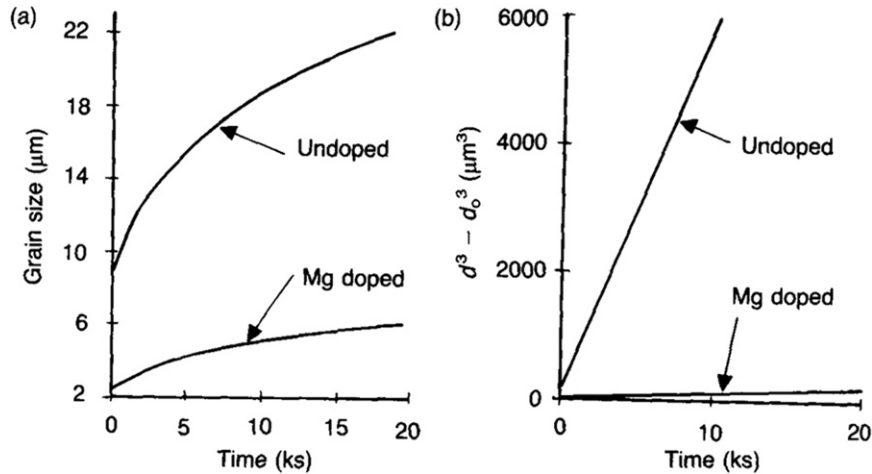 (a)
22
18
14
10
6
2
Grain size (μm)
Undoped
Mg doped
0
5
10
15
20
Time (ks)
(b)
6000
4000
2000
0
d³ − dₒ³ (μm³)
Undoped
Mg doped
0
10
20
Time (ks)